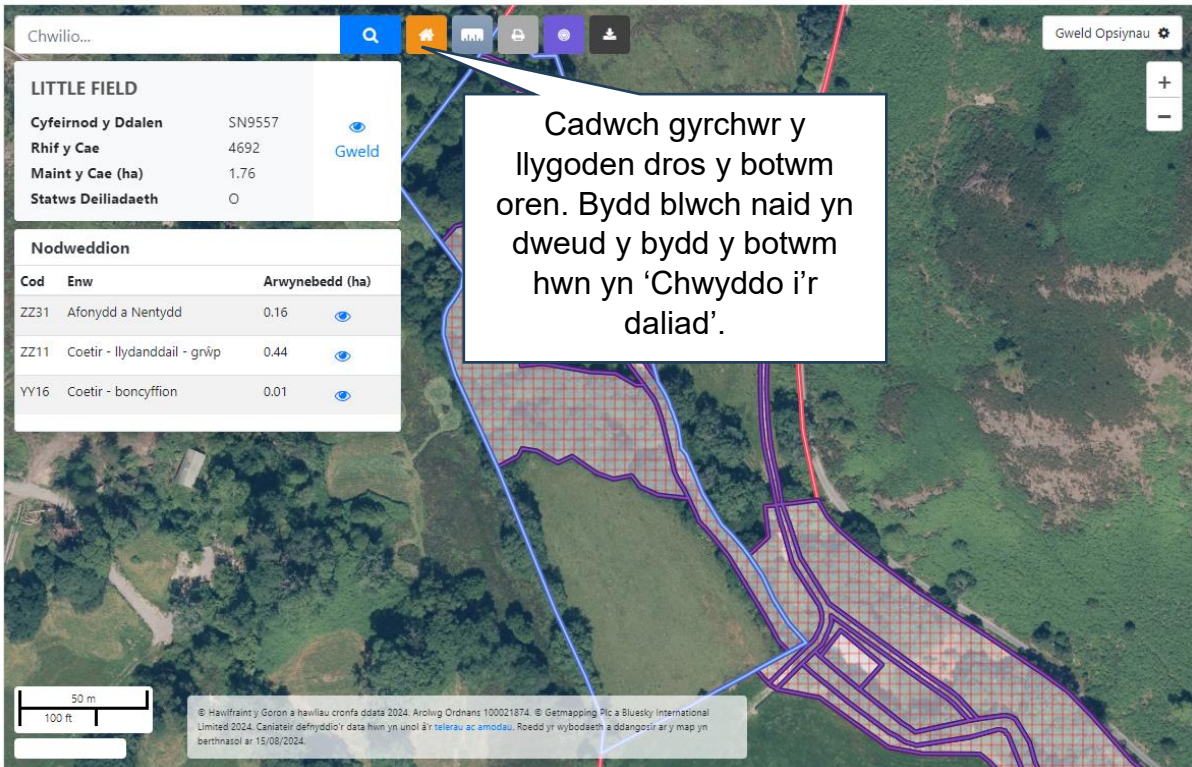 Chwilio...
Gweld Opsiynau
+
−
LITTLE FIELD
Cyfeirnod y Ddalen SN9557
Rhif y Cae 4692
Maint y Cae (ha) 1.76
Statws Deiliadaeth O
Gweld
Nodweddion
Cod Enw Arwynebedd (ha)
ZZ31 Afonydd a Nentydd 0.16
ZZ11 Coetir - llydanddail - grŵp 0.44
YY16 Coetir - boncyffion 0.01
Cadwch gyrchwr y
llygoden dros y botwm
oren. Bydd blwch naid yn
dweud y bydd y botwm
hwn yn ‘Chwyddo i’r
daliad’.
50 m
100 ft
© Hawlfraint y Goron a hawliau cronfa ddata 2024. Arolwg Ordnans 100021874. © Getmapping Plc a Bluesky International
Limited 2024. Caniateir defnyddio'r data hwn yn unol â'r telerau ac amodau. Roedd yr wybodaeth a ddangosir ar y map yn
berthnasol ar 15/08/2024.